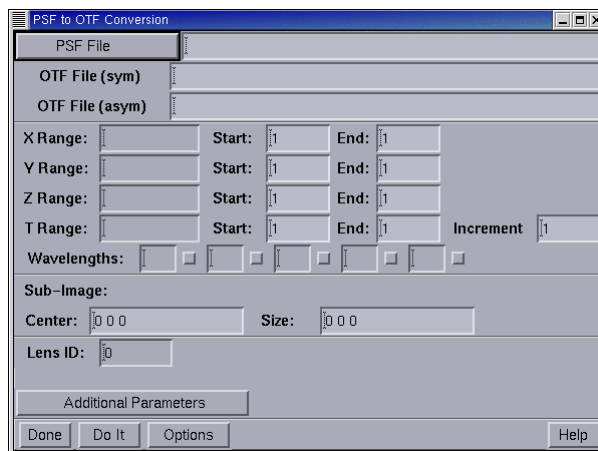 PSF to OTF Conversion
PSF File
OTF File (sym)
OTF File (asym)
X Range: Start: 1 End: 1
Y Range: Start: 1 End: 1
Z Range: Start: 1 End: 1
T Range: Start: 1 End: 1 Increment 1
Wavelengths:
Sub-Image:
Center: 0 0 0 Size: 0 0 0
Lens ID: 0
Additional Parameters
Done Do It Options Help